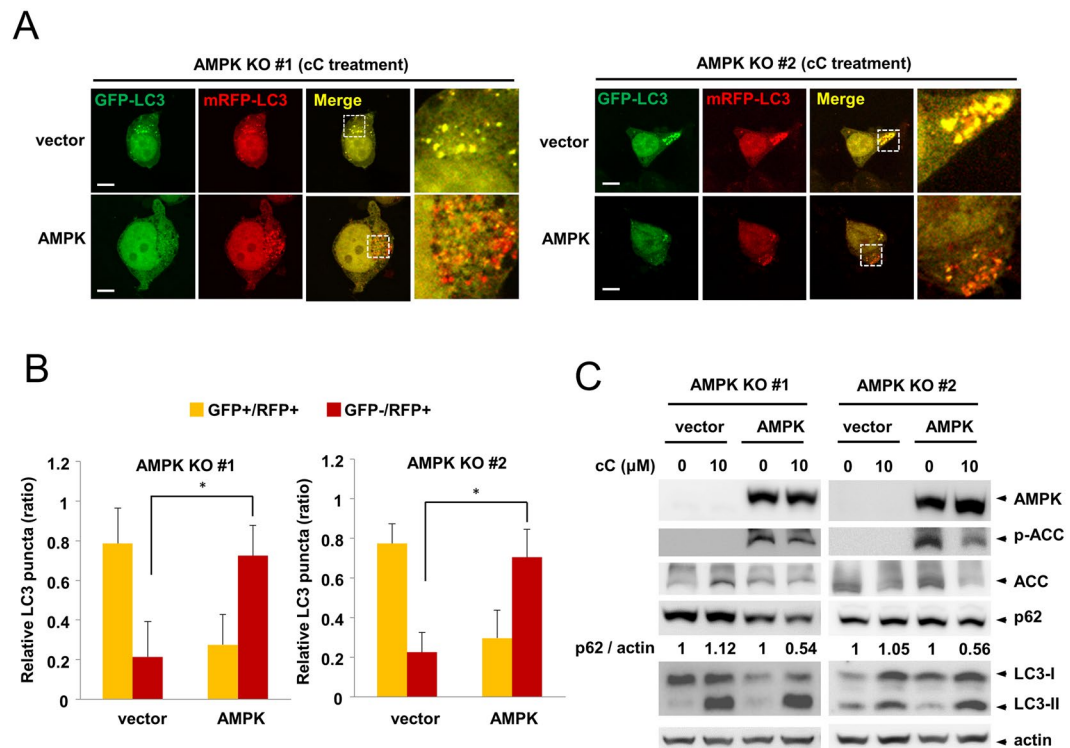 A
AMPK KO #1 (cC treatment)
GFP-LC3 mRFP-LC3 Merge
vector
AMPK
AMPK KO #2 (cC treatment)
GFP-LC3 mRFP-LC3 Merge
vector
AMPK
B
GFP+/RFP+ GFP-/RFP+
AMPK KO #1
Relative LC3 puncta (ratio)
1.2
1
0.8
0.6
0.4
0.2
0
*
vector AMPK
AMPK KO #2
Relative LC3 puncta (ratio)
1.2
1
0.8
0.6
0.4
0.2
0
*
vector AMPK
C
AMPK KO #1 AMPK KO #2
vector AMPK vector AMPK
cC (µM) 0 10 0 10 0 10 0 10
AMPK
p-ACC
ACC
p62
p62 / actin 1 1.12 1 0.54 1 1.05 1 0.56
LC3-I
LC3-II
actin